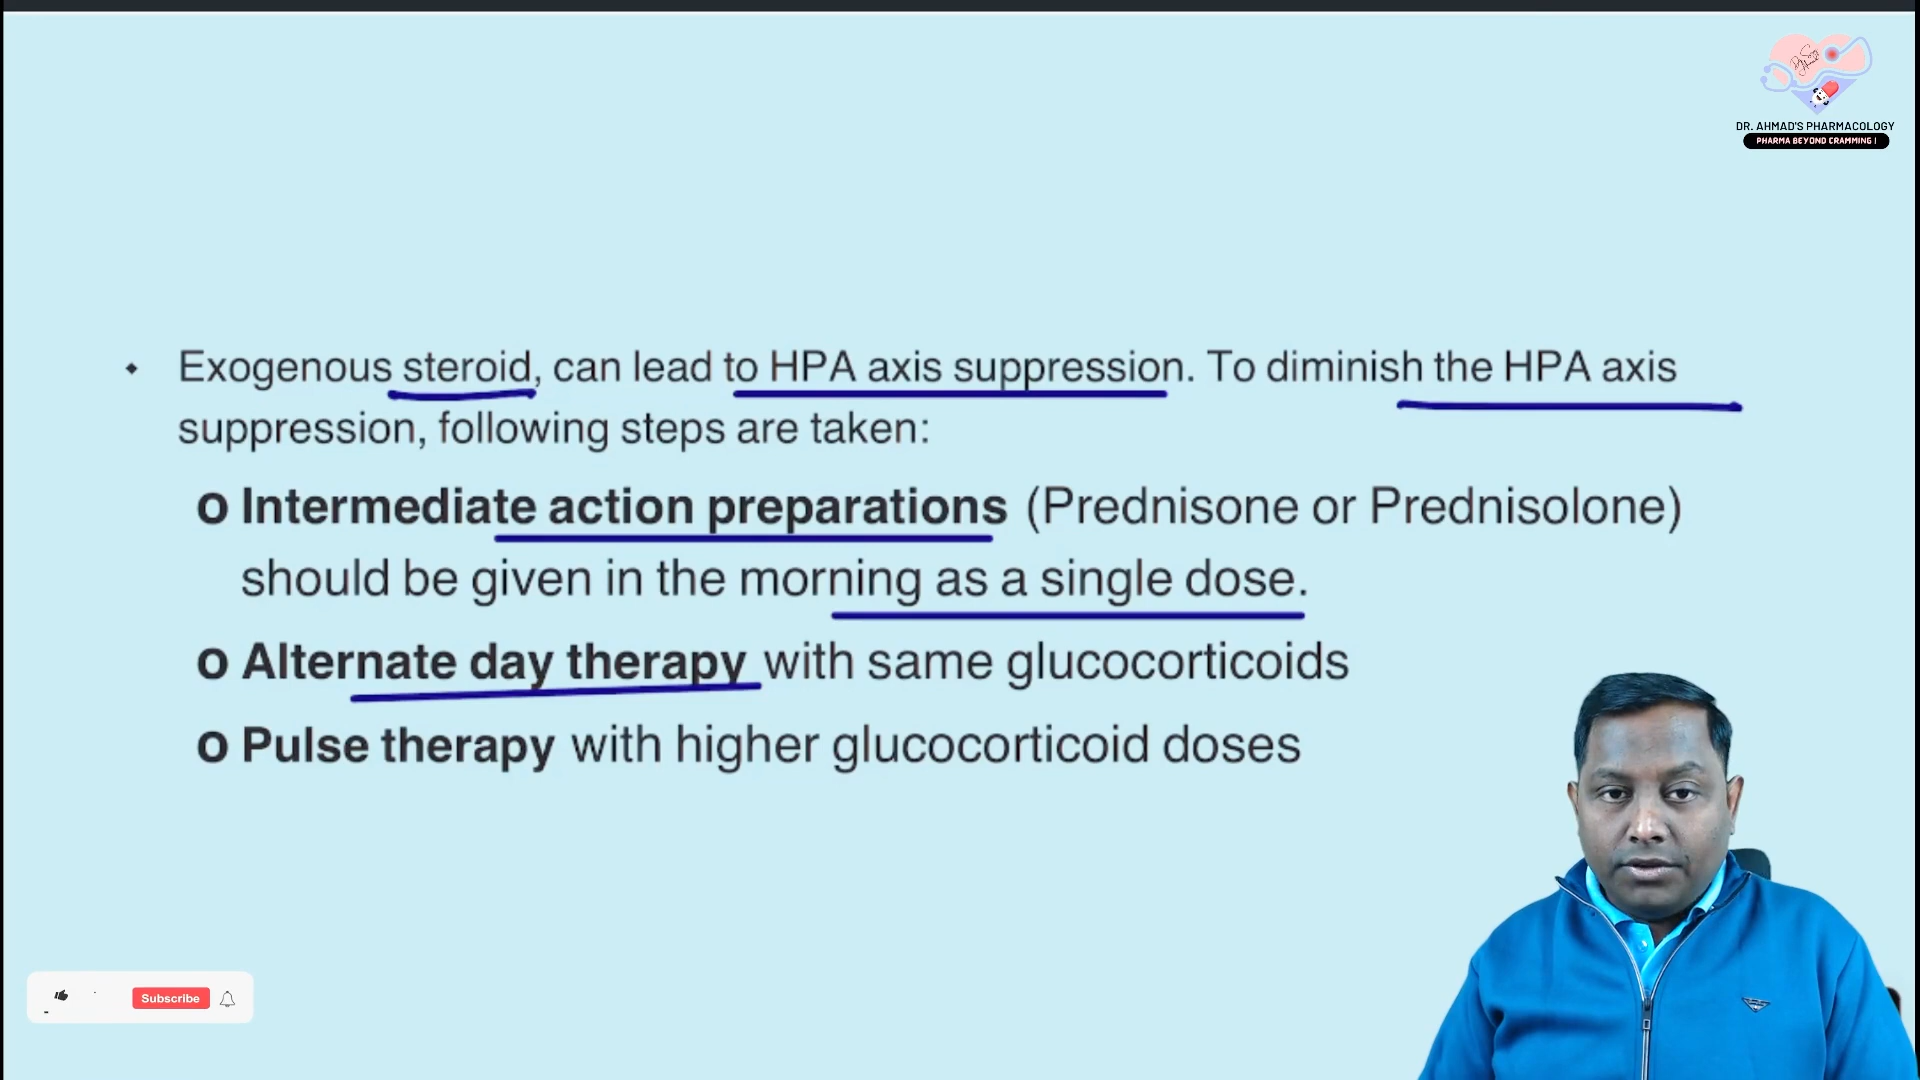 DR. AHMAD'S PHARMACOLOGY
PHARMA BEYOND CRAMMING !
Exogenous steroid, can lead to HPA axis suppression. To diminish the HPA axis
suppression, following steps are taken:
o Intermediate action preparations (Prednisone or Prednisolone)
should be given in the morning as a single dose.
o Alternate day therapy with same glucocorticoids
o Pulse therapy with higher glucocorticoid doses
Subscribe